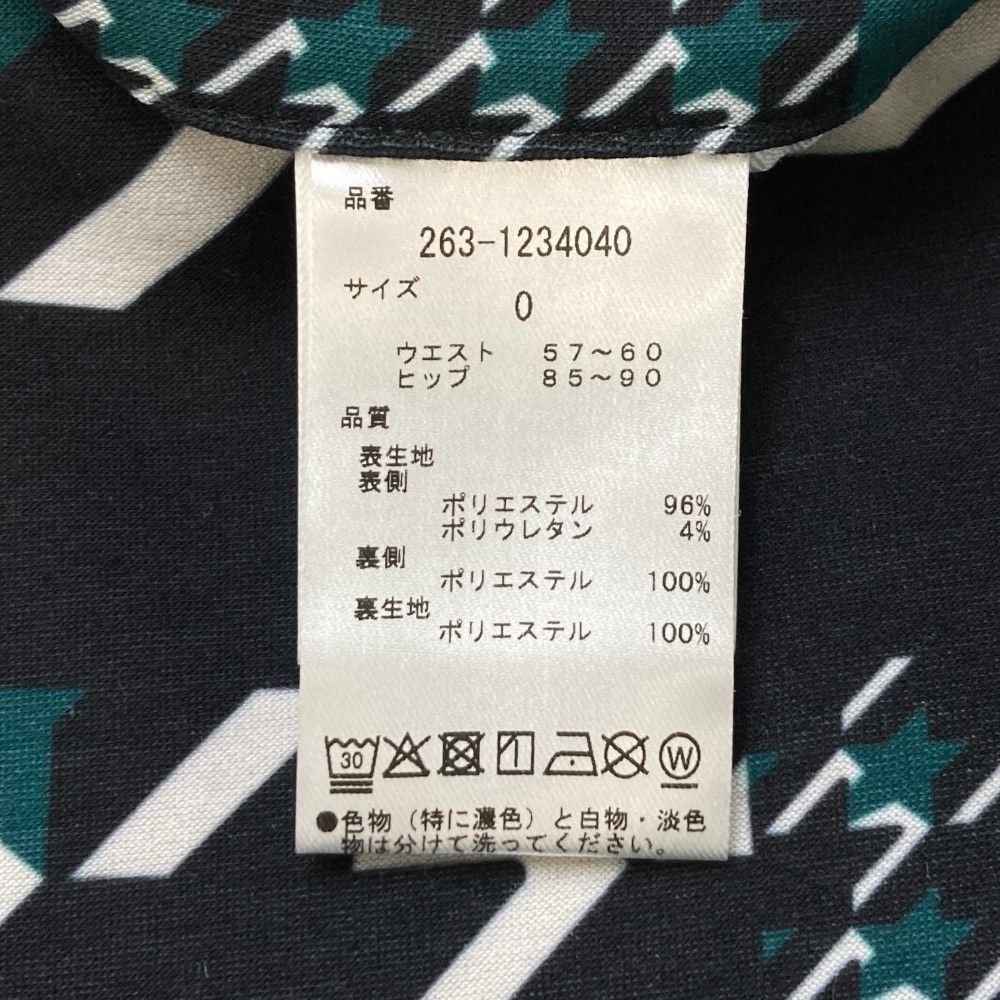 品番
263-1234040
サイズ
0
ウエスト 57～60
ヒップ 85～90
品質
表生地
表側
ポリエステル 96%
ポリウレタン 4%
裏側
ポリエステル 100%
裏生地
ポリエステル 100%
30 W
●色物（特に濃色）と白物・淡色
物は分けて洗ってください。